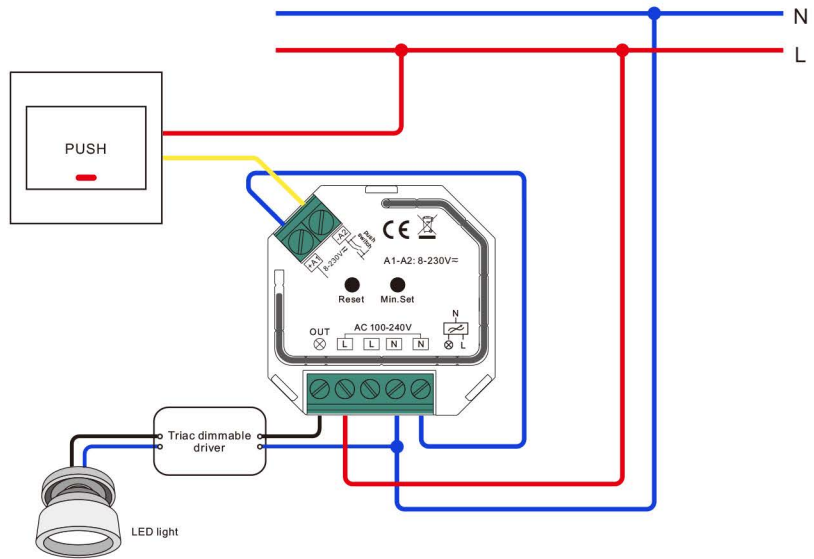 N
L
PUSH
+A1
-A2
8-230V≂
push
switch
CE
A1-A2: 8-230V≂
Reset
Min.Set
N
L
OUT
AC 100-240V
L
L
N
N
Triac dimmable
driver
LED light